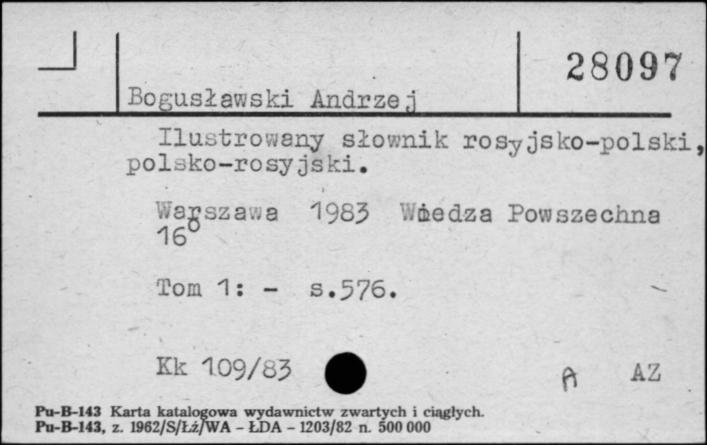 28097
Bogusławski Andrzej
Ilustrowany słownik rosyjsko-polski,
polsko-rosyjski.
Warszawa 1983 Wiedza Powszechna
16°
Tom 1: - s.576.
Kk 109/83
A AZ
Pu-B-143 Karta katalogowa wydawnictw zwartych i ciągłych.
Pu-B-143, z. 1962/S/Łź/WA - ŁDA - 1203/82 n. 500 000